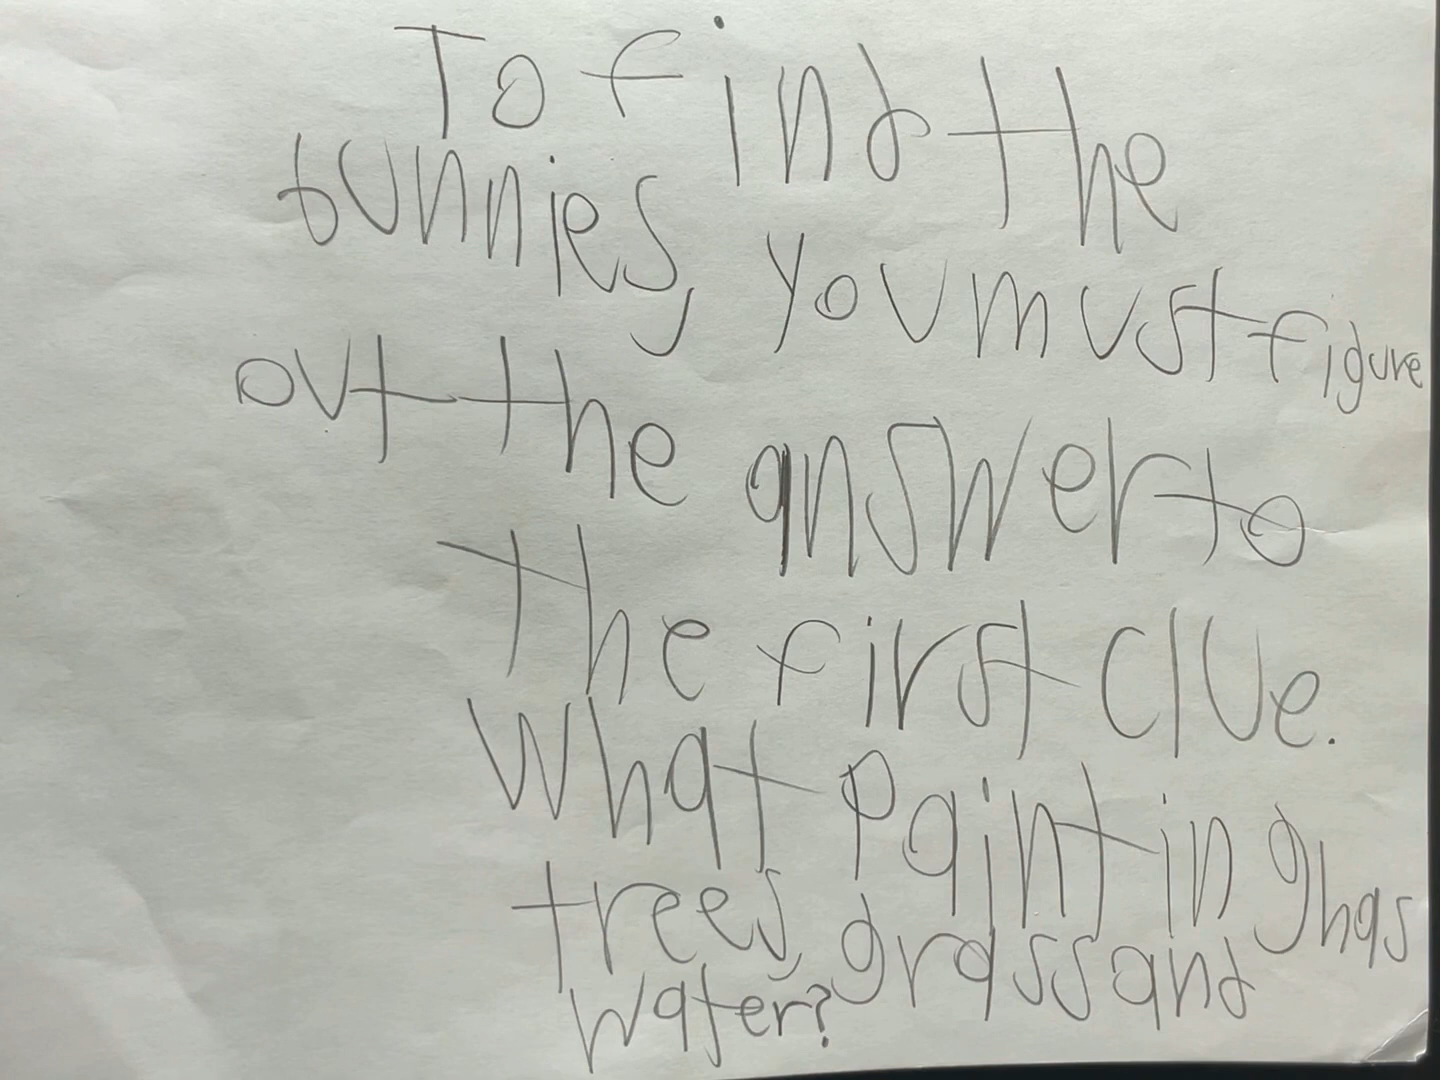 To find the
bunnies, you must figure
out the answer to
the first clue.
What painting has
trees, grass and
water?